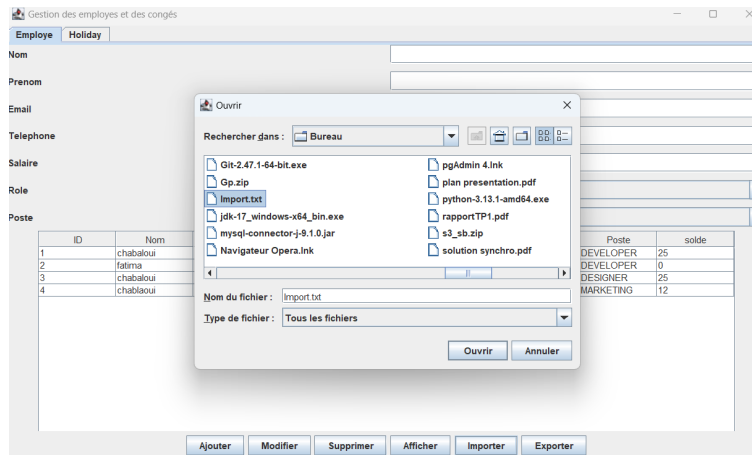 Gestion des employes et des congés
Employe Holiday
Nom
Prenom
Email
Telephone
Salaire
Role
Poste
Ouvrir
Rechercher dans : Bureau
Git-2.47.1-64-bit.exe
Gp.zip
Import.txt
jdk-17_windows-x64_bin.exe
mysql-connector-j-9.1.0.jar
Navigateur Opera.lnk
pgAdmin 4.lnk
plan presentation.pdf
python-3.13.1-amd64.exe
rapportTP1.pdf
s3_sb.zip
solution synchro.pdf
Nom du fichier : Import.txt
Type de fichier : Tous les fichiers
Ouvrir Annuler
ID Nom Poste solde
1 chabaloui DEVELOPER 25
2 fatima DEVELOPER 0
3 chabaloui DESIGNER 25
4 chablaoui MARKETING 12
Ajouter Modifier Supprimer Afficher Importer Exporter